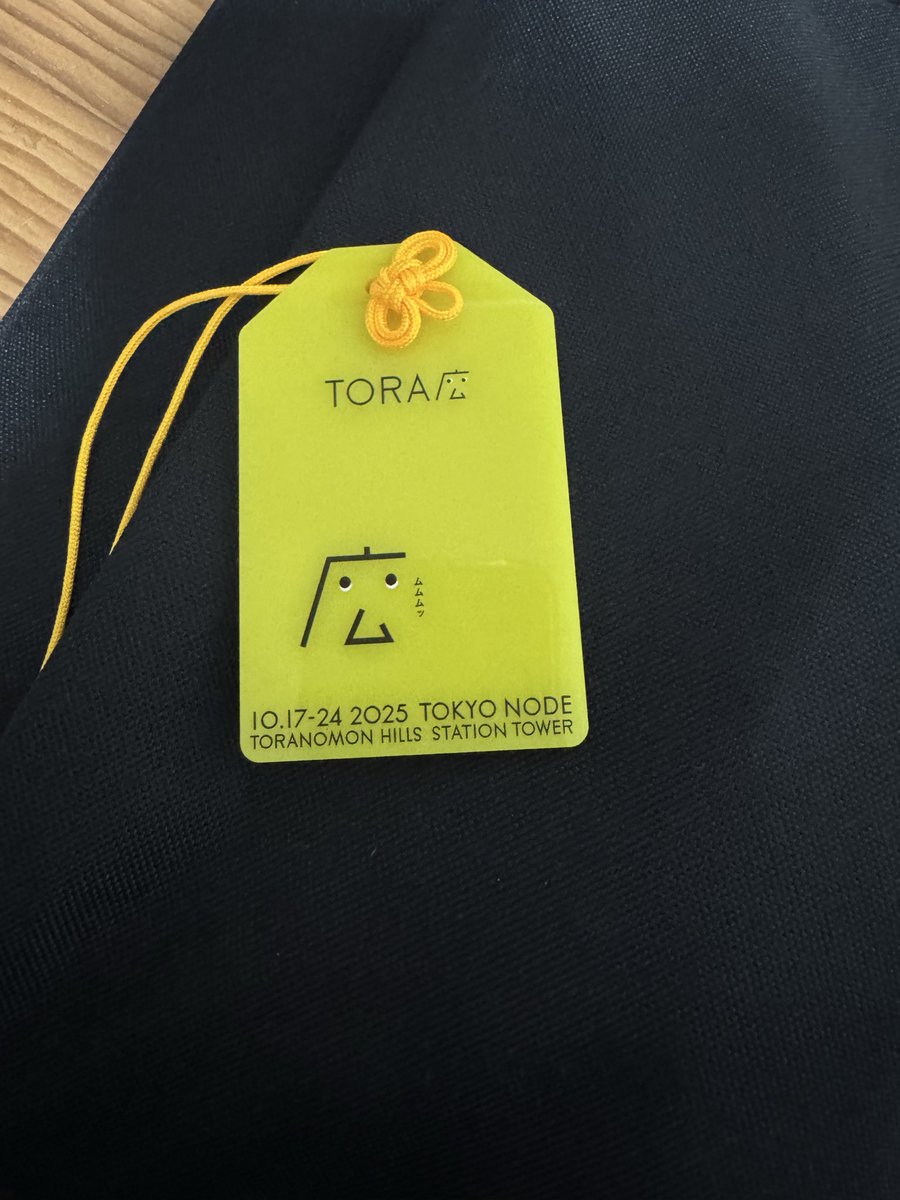 TORA広
広
ムムムッ
10.17-24 2025 TOKYO NODE
TORANOMON HILLS STATION TOWER